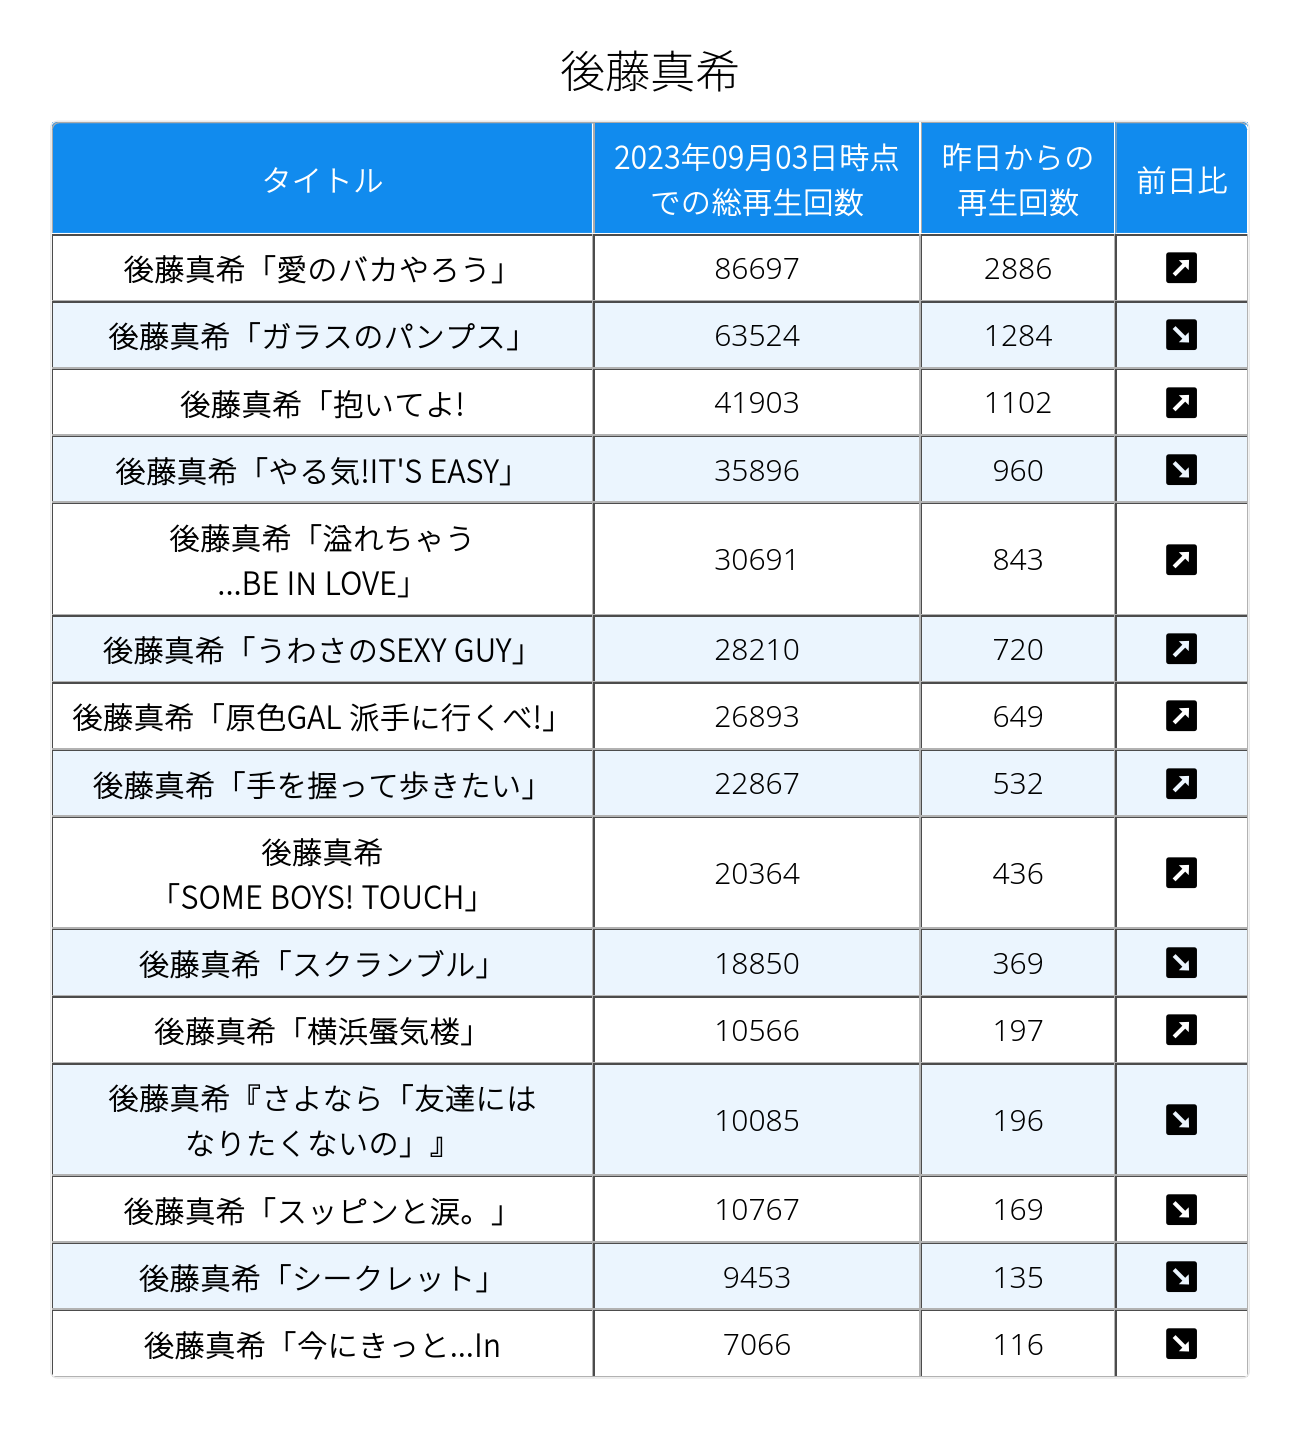 後藤真希
タイトル
2023年09月03日時点
での総再生回数
昨日からの
再生回数
前日比
後藤真希「愛のバカやろう」 86697 2886
後藤真希「ガラスのパンプス」 63524 1284
後藤真希「抱いてよ! 41903 1102
後藤真希「やる気!IT'S EASY」 35896 960
後藤真希「溢れちゃう
...BE IN LOVE」 30691 843
後藤真希「うわさのSEXY GUY」 28210 720
後藤真希「原色GAL 派手に行くべ!」 26893 649
後藤真希「手を握って歩きたい」 22867 532
後藤真希
「SOME BOYS! TOUCH」 20364 436
後藤真希「スクランブル」 18850 369
後藤真希「横浜蜃気楼」 10566 197
後藤真希『さよなら「友達には
なりたくないの」』 10085 196
後藤真希「スッピンと涙。」 10767 169
後藤真希「シークレット」 9453 135
後藤真希「今にきっと...In 7066 116